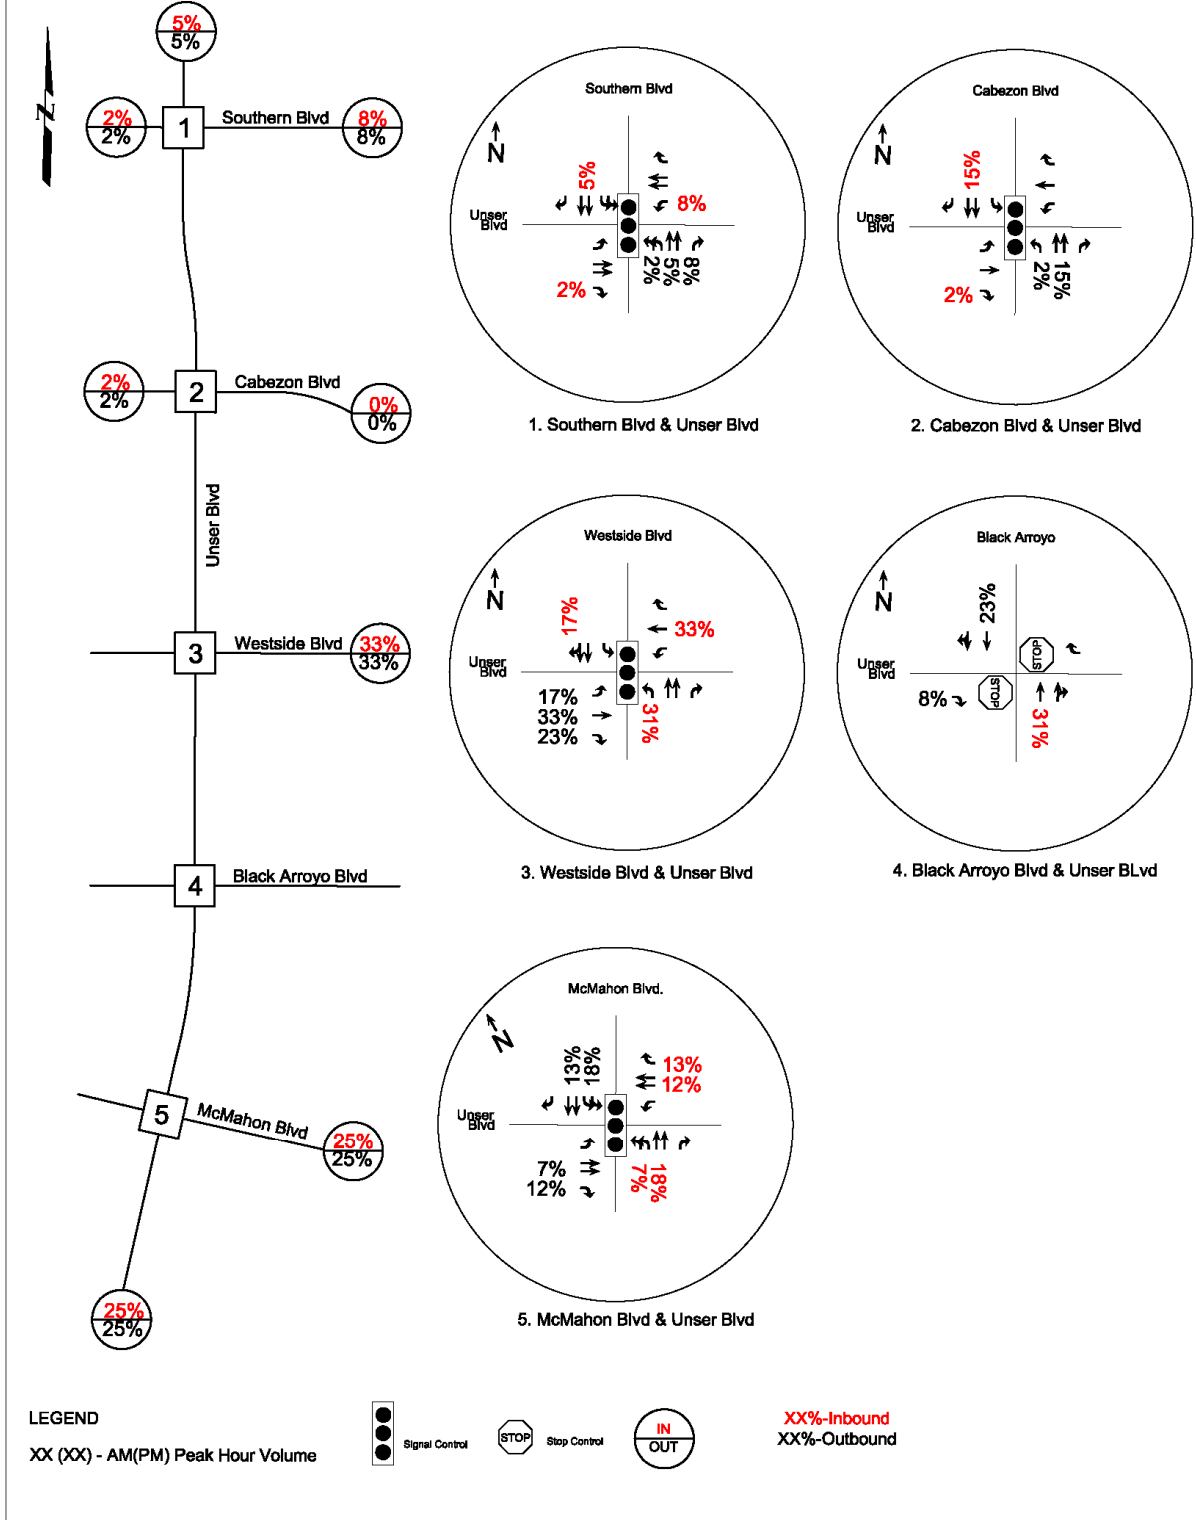 5%
5%
N
2%
2%
1
Southern Blvd
8%
8%
2%
2%
2
Cabezon Blvd
0%
0%
Unser Blvd
3
Westside Blvd
33%
33%
4
Black Arroyo Blvd
5
McMahon Blvd
25%
25%
25%
25%
Southern Blvd
N
5%
8%
Unser
Blvd
2%
2%
5%
8%
1. Southern Blvd & Unser Blvd
Cabezon Blvd
N
15%
Unser
Blvd
2%
2%
15%
2. Cabezon Blvd & Unser Blvd
Westside Blvd
N
17%
33%
Unser
Blvd
17%
33%
23%
31%
3. Westside Blvd & Unser Blvd
Black Arroyo
N
23%
STOP
Unser
Blvd
STOP
8%
31%
4. Black Arroyo Blvd & Unser BLvd
McMahon Blvd.
N
13%
18%
13%
12%
Unser
Blvd
7%
12%
7%
18%
5. McMahon Blvd & Unser Blvd
LEGEND
XX (XX) - AM(PM) Peak Hour Volume
Signal Control
STOP
Stop Control
IN
OUT
XX%-Inbound
XX%-Outbound